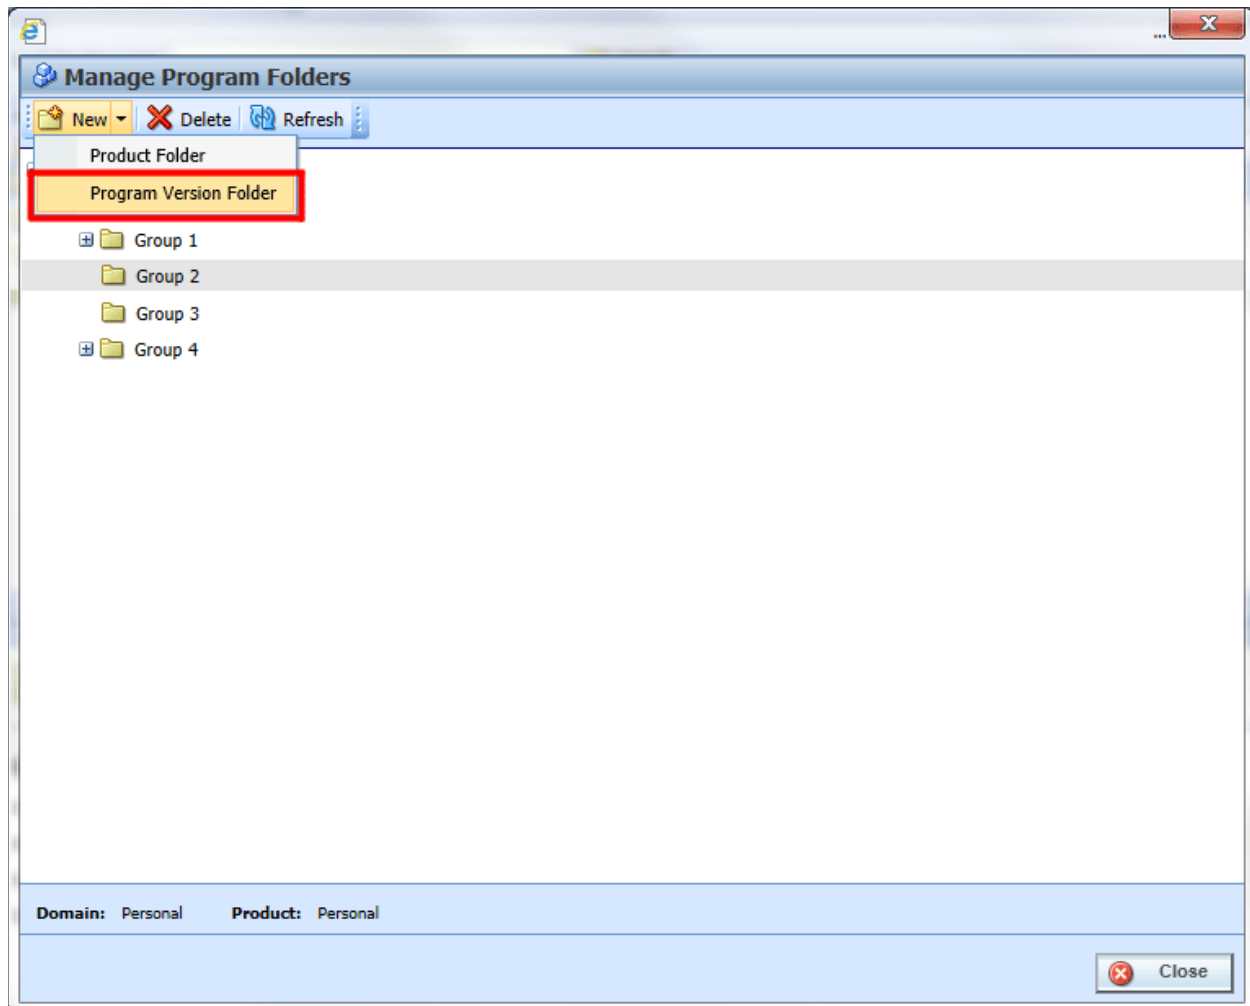 ...
Manage Program Folders
New Delete Refresh
Product Folder
Program Version Folder
Group 1
Group 2
Group 3
Group 4
Domain: Personal Product: Personal
Close